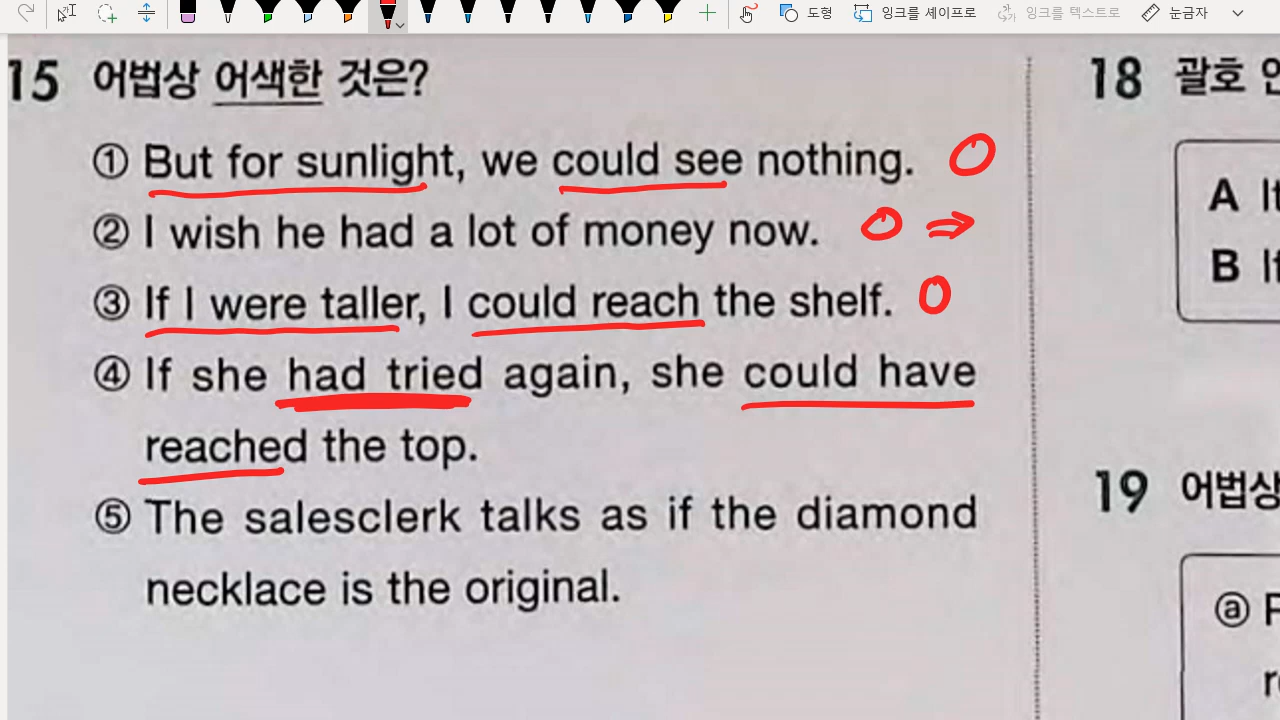 도형
잉크를 셰이프로
잉크를 텍스트로
눈금자
15 어법상 어색한 것은?
① But for sunlight, we could see nothing.
② I wish he had a lot of money now.
③ If I were taller, I could reach the shelf.
④ If she had tried again, she could have
reached the top.
⑤ The salesclerk talks as if the diamond
necklace is the original.
18 괄호
A
B
19 어법상
ⓐ